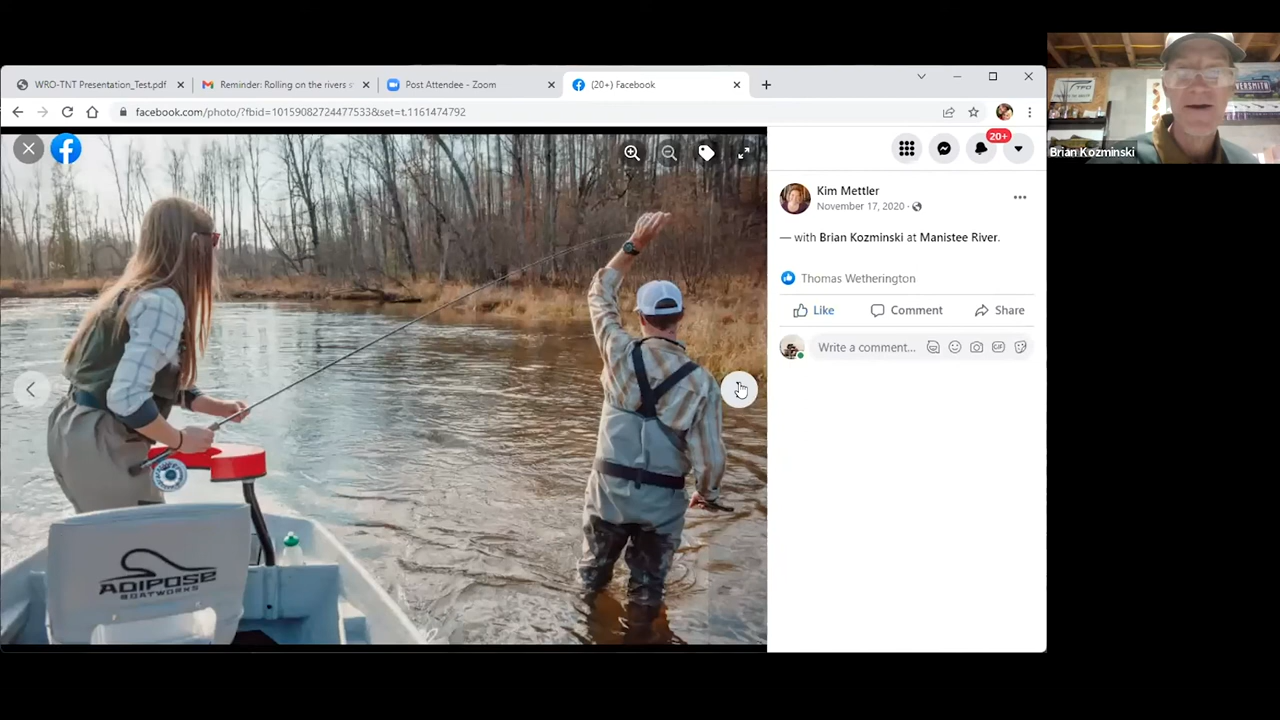 WRO-TNT Presentation_Test.pdf
Reminder: Rolling on the rivers
Post Attendee - Zoom
(20+) Facebook
facebook.com/photo/?fbid=10159082724477533&set=t.1161474792
20+
Kim Mettler
November 17, 2020 ·
— with Brian Kozminski at Manistee River.
Thomas Wetherington
Like
Comment
Share
Write a comment...
GIF
ADIPOSE
BOATWORKS
TFO
Brian Kozminski